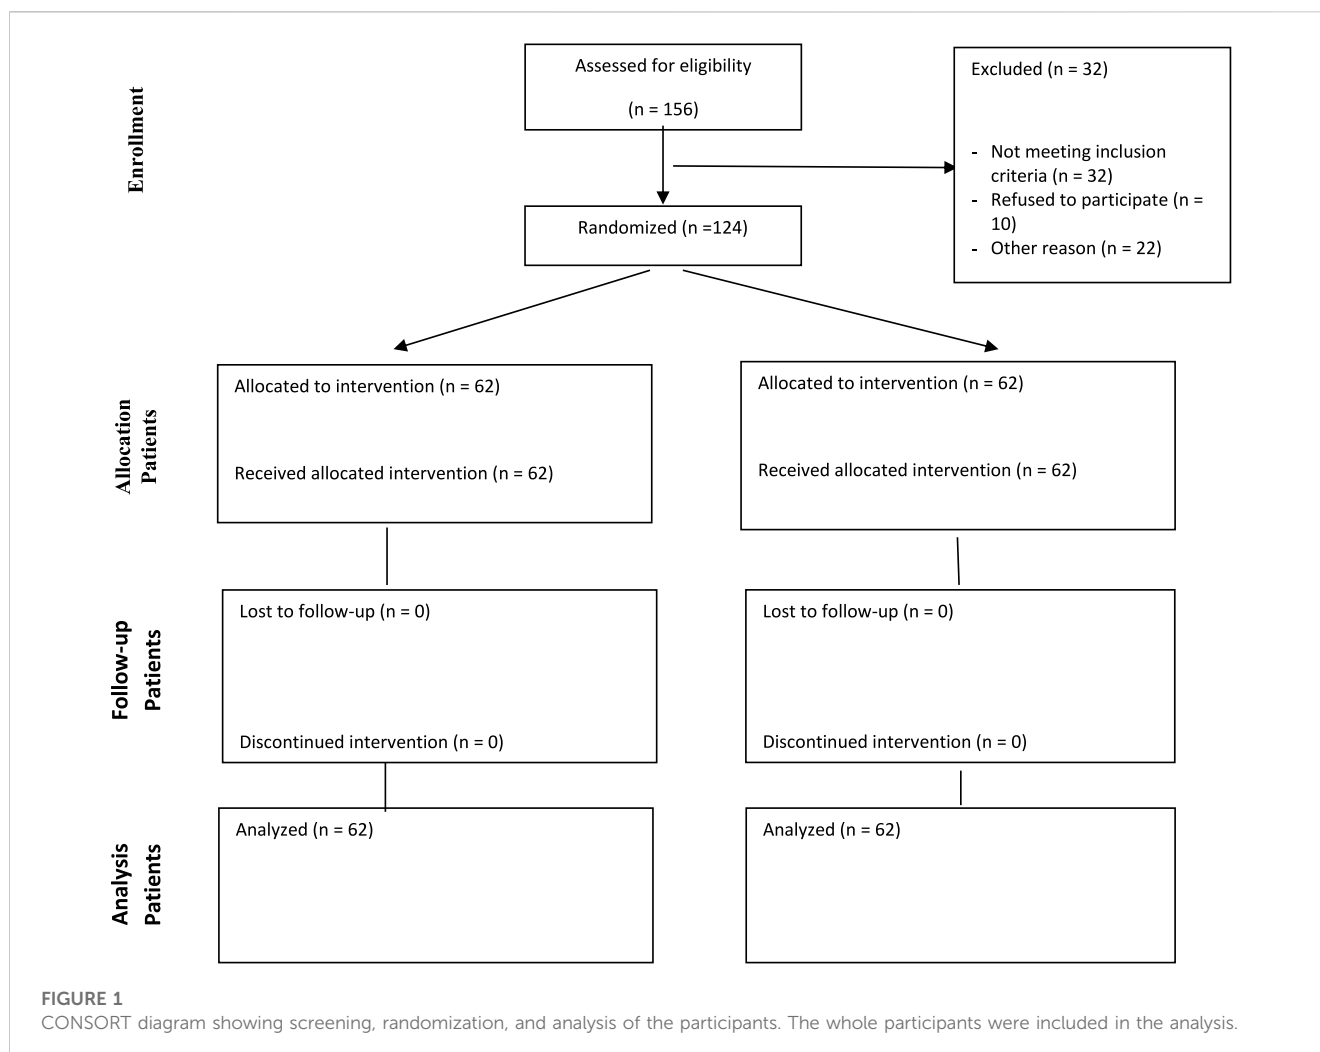 Enrollment
Assessed for eligibility
(n = 156)
Excluded (n = 32)
- Not meeting inclusion
criteria (n = 32)
- Refused to participate (n =
10)
- Other reason (n = 22)
Randomized (n =124)
Allocation
Patients
Allocated to intervention (n = 62)
Received allocated intervention (n = 62)
Allocated to intervention (n = 62)
Received allocated intervention (n = 62)
Follow-up
Patients
Lost to follow-up (n = 0)
Discontinued intervention (n = 0)
Lost to follow-up (n = 0)
Discontinued intervention (n = 0)
Analysis
Patients
Analyzed (n = 62)
Analyzed (n = 62)
FIGURE 1
CONSORT diagram showing screening, randomization, and analysis of the participants. The whole participants were included in the analysis.